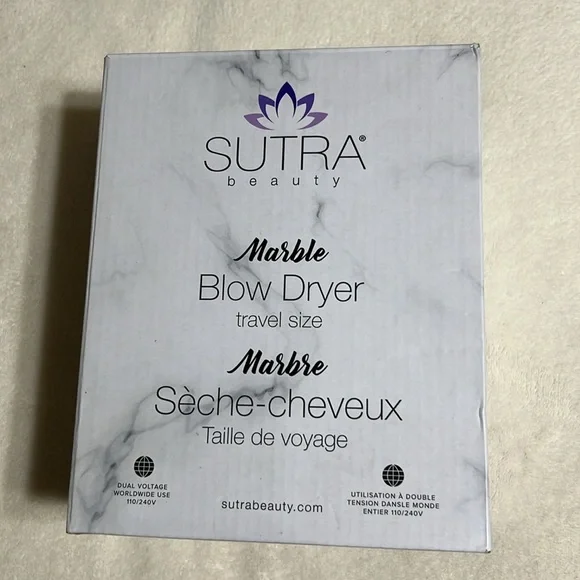 SUTRA®
beauty
Marble
Blow Dryer
travel size
Marbre
Sèche-cheveux
Taille de voyage
DUAL VOLTAGE
WORLDWIDE USE
110/240V
sutrabeauty.com
UTILISATION À DOUBLE
TENSION DANSLE MONDE
ENTIER 110/240V